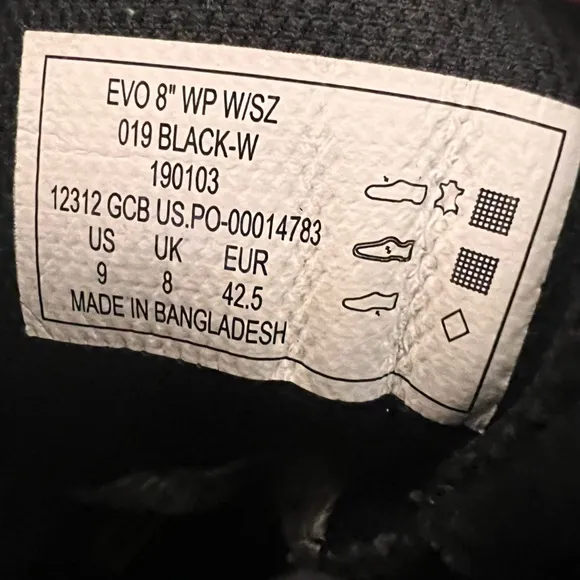 EVO 8" WP W/SZ
019 BLACK-W
190103
12312 GCB US.PO-00014783
US UK EUR
9 8 42.5
MADE IN BANGLADESH